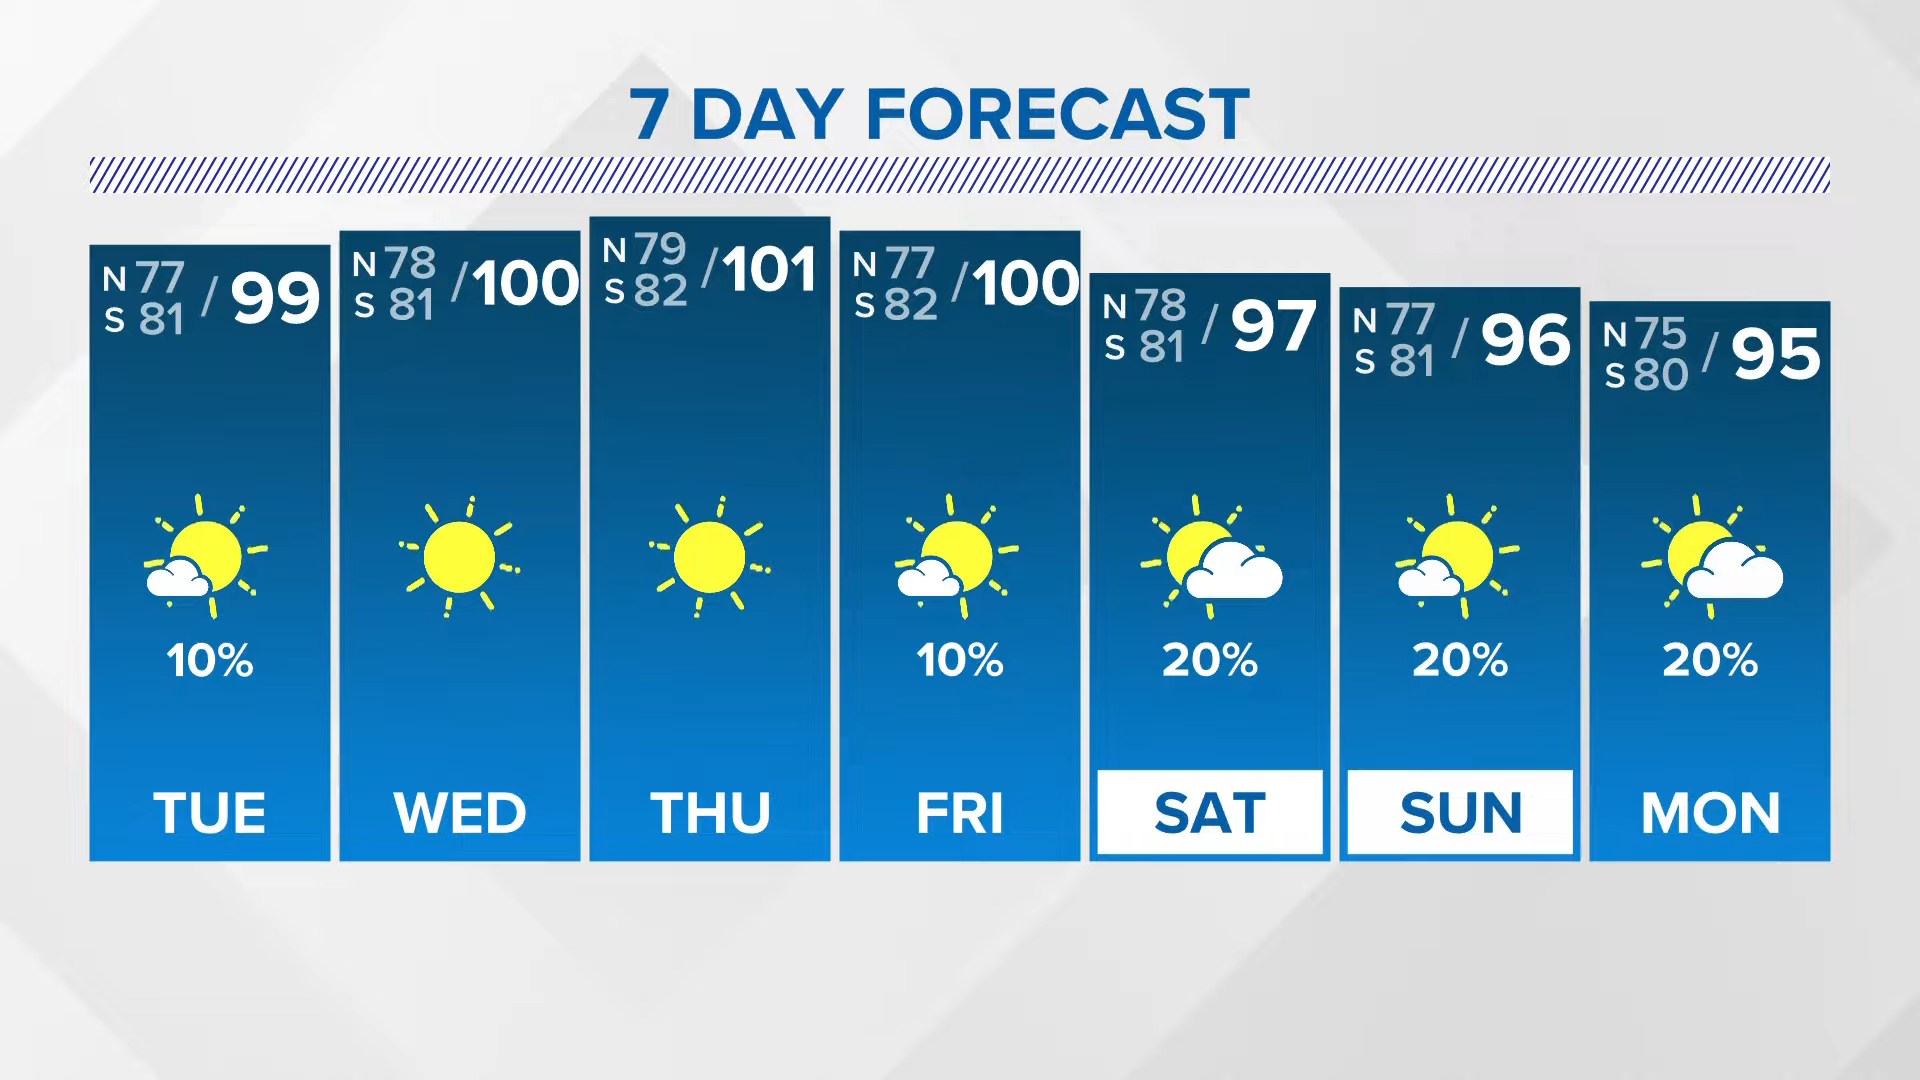 7 DAY FORECAST
N 77
S 81
/ 99
10%
TUE
N 78
S 81
/ 100
WED
N 79
S 82
/ 101
THU
N 77
S 82
/ 100
10%
FRI
N 78
S 81
/ 97
20%
SAT
N 77
S 81
/ 96
20%
SUN
N 75
S 80
/ 95
20%
MON